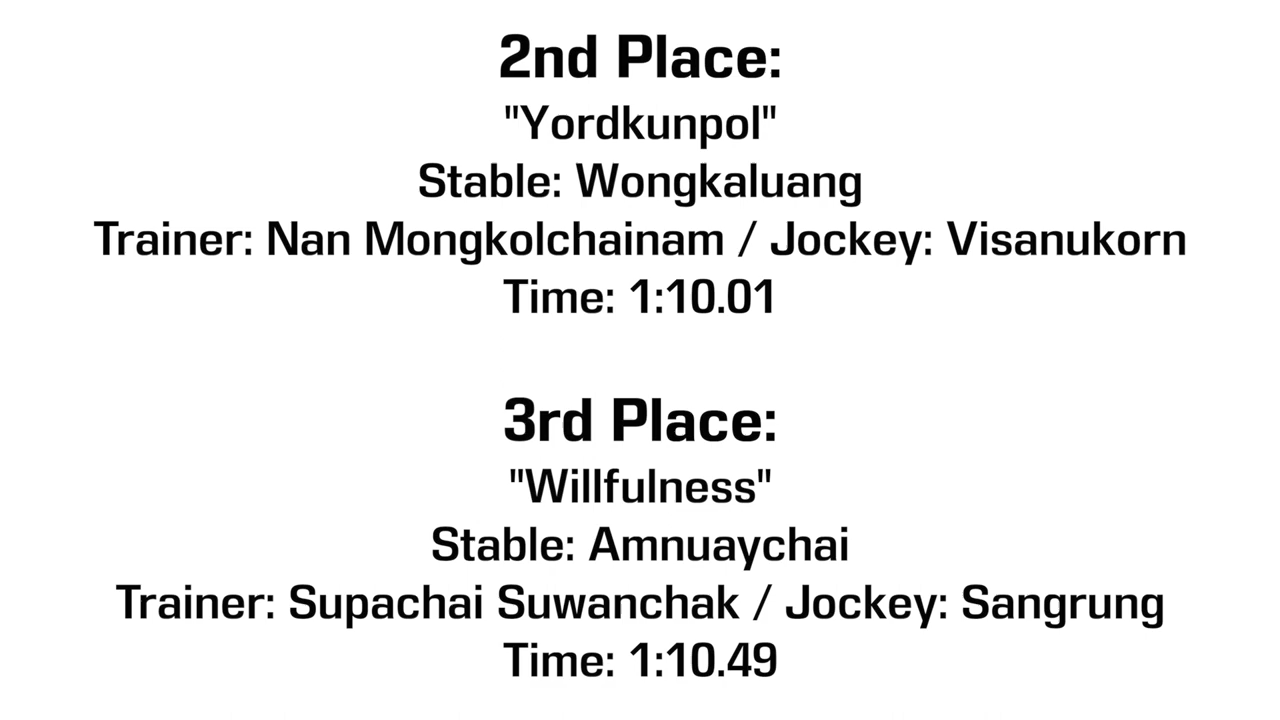 2nd Place:
"Yordkunpol"
Stable: Wongkaluang
Trainer: Nan Mongkolchainam / Jockey: Visanukorn
Time: 1:10.01
3rd Place:
"Willfulness"
Stable: Amnuaychai
Trainer: Supachai Suwanchak / Jockey: Sangrung
Time: 1:10.49